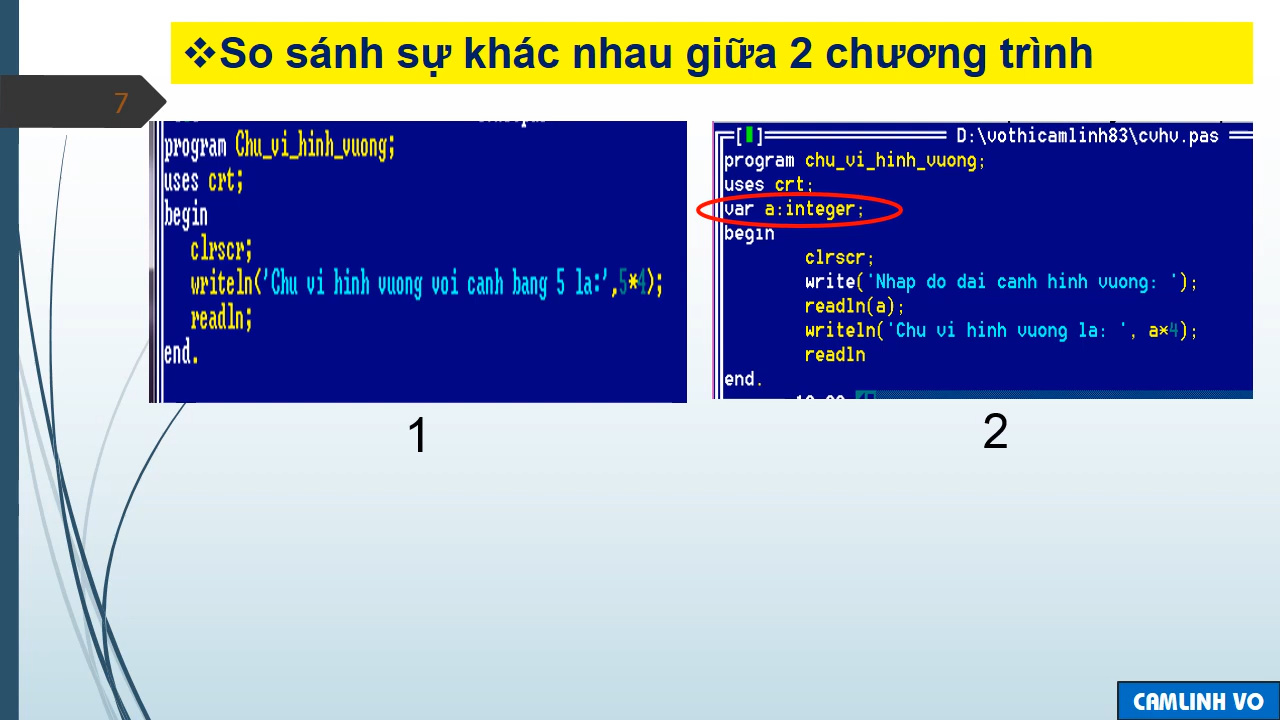 ❖So sánh sự khác nhau giữa 2 chương trình
7
program Chu_vi_hinh_vuong;
uses crt;
begin
clrscr;
writeln('Chu vi hinh vuong voi canh bang 5 la:',5*4);
readln;
end.
1
[ ] D:\vothicamlinh83\cvhv.pas
program chu_vi_hinh_vuong;
uses crt;
var a:integer;
begin
clrscr;
write('Nhap do dai canh hinh vuong: ');
readln(a);
writeln('Chu vi hinh vuong la: ', a*4);
readln
end.
2
CAMLINH VO